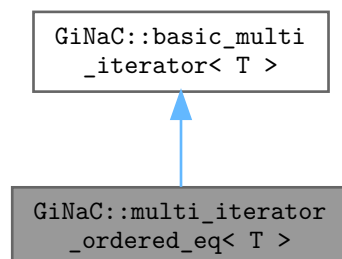 GiNaC::basic_multi
_iterator< T >
GiNaC::multi_iterator
_ordered_eq< T >